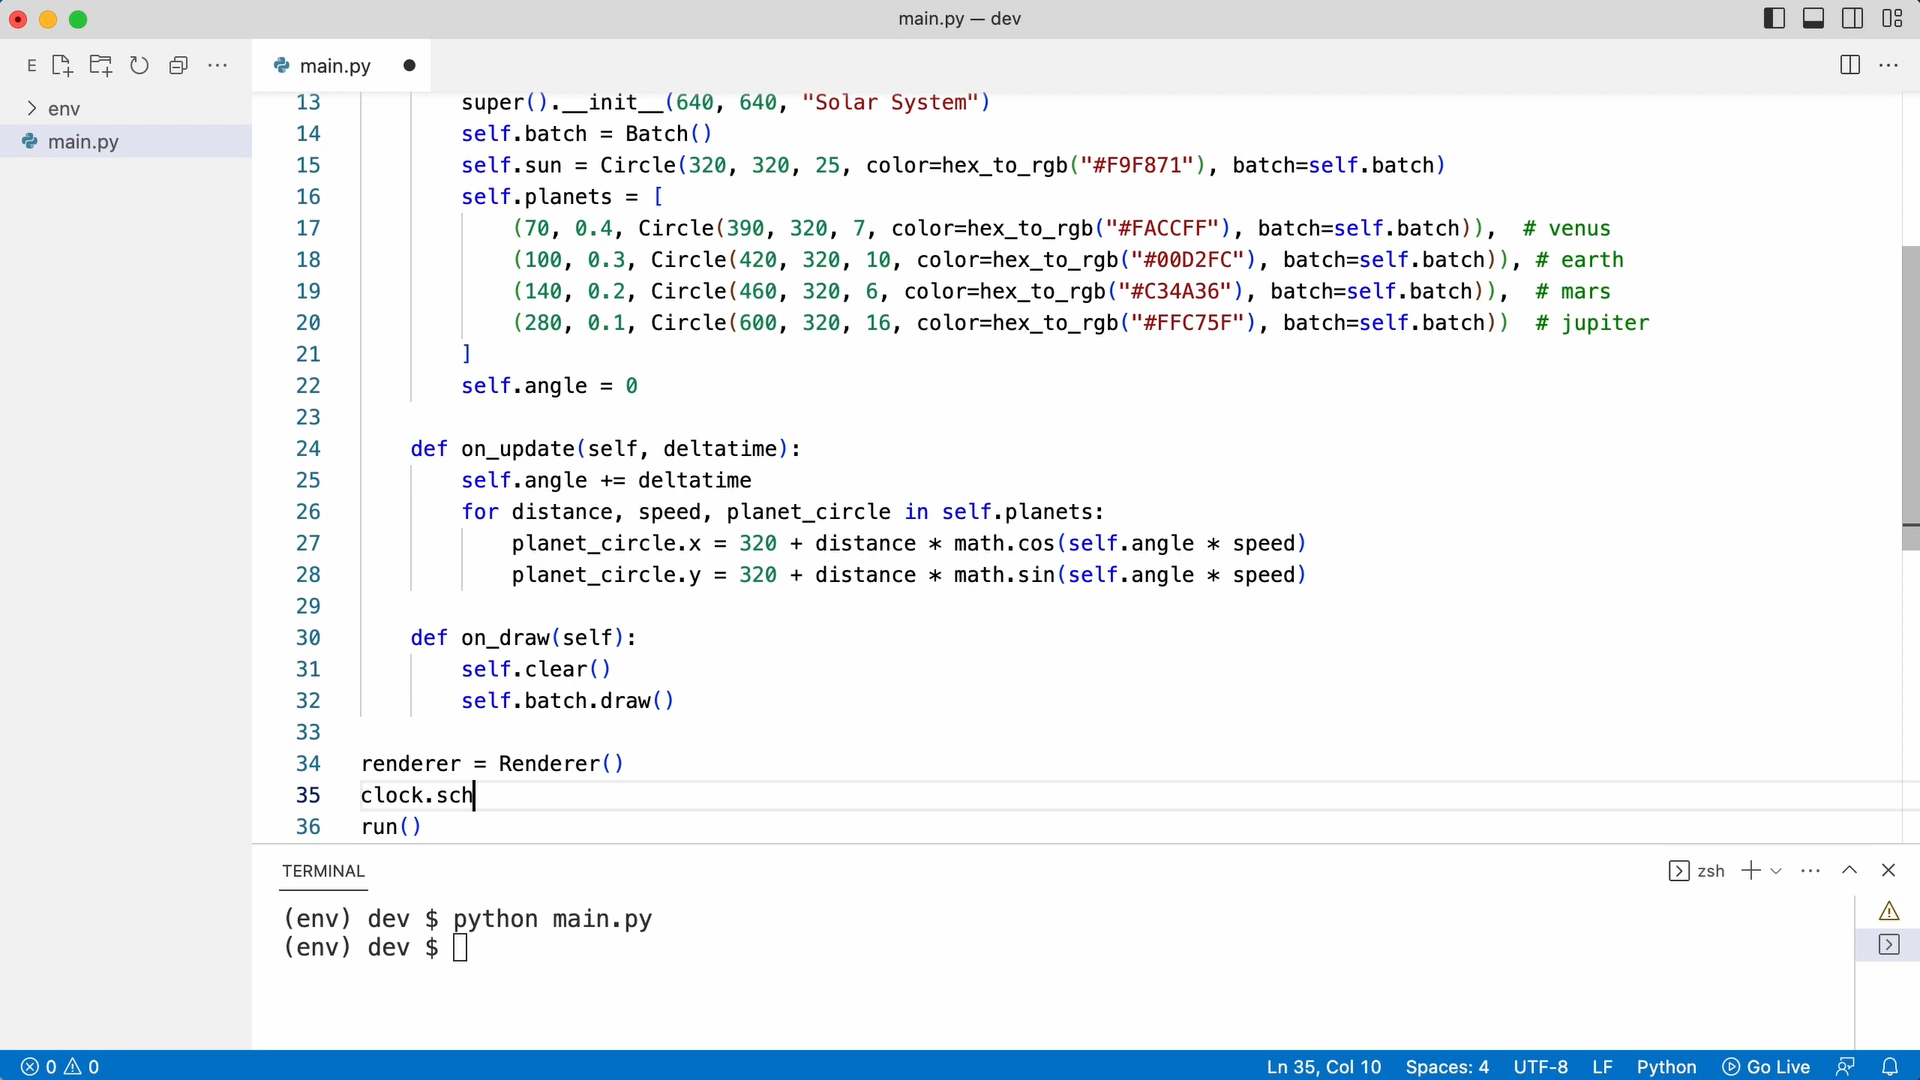 main.py — dev
E
main.py
env
main.py
13 super().__init__(640, 640, "Solar System")
14 self.batch = Batch()
15 self.sun = Circle(320, 320, 25, color=hex_to_rgb("#F9F871"), batch=self.batch)
16 self.planets = [
17 (70, 0.4, Circle(390, 320, 7, color=hex_to_rgb("#FACCFF"), batch=self.batch)),  # venus
18 (100, 0.3, Circle(420, 320, 10, color=hex_to_rgb("#00D2FC"), batch=self.batch)), # earth
19 (140, 0.2, Circle(460, 320, 6, color=hex_to_rgb("#C34A36"), batch=self.batch)),  # mars
20 (280, 0.1, Circle(600, 320, 16, color=hex_to_rgb("#FFC75F"), batch=self.batch))  # jupiter
21 ]
22 self.angle = 0
23
24 def on_update(self, deltatime):
25 self.angle += deltatime
26 for distance, speed, planet_circle in self.planets:
27 planet_circle.x = 320 + distance * math.cos(self.angle * speed)
28 planet_circle.y = 320 + distance * math.sin(self.angle * speed)
29
30 def on_draw(self):
31 self.clear()
32 self.batch.draw()
33
34 renderer = Renderer()
35 clock.sch
36 run()
TERMINAL
zsh
(env) dev $ python main.py
(env) dev $
0 0
Ln 35, Col 10 Spaces: 4 UTF-8 LF Python Go Live